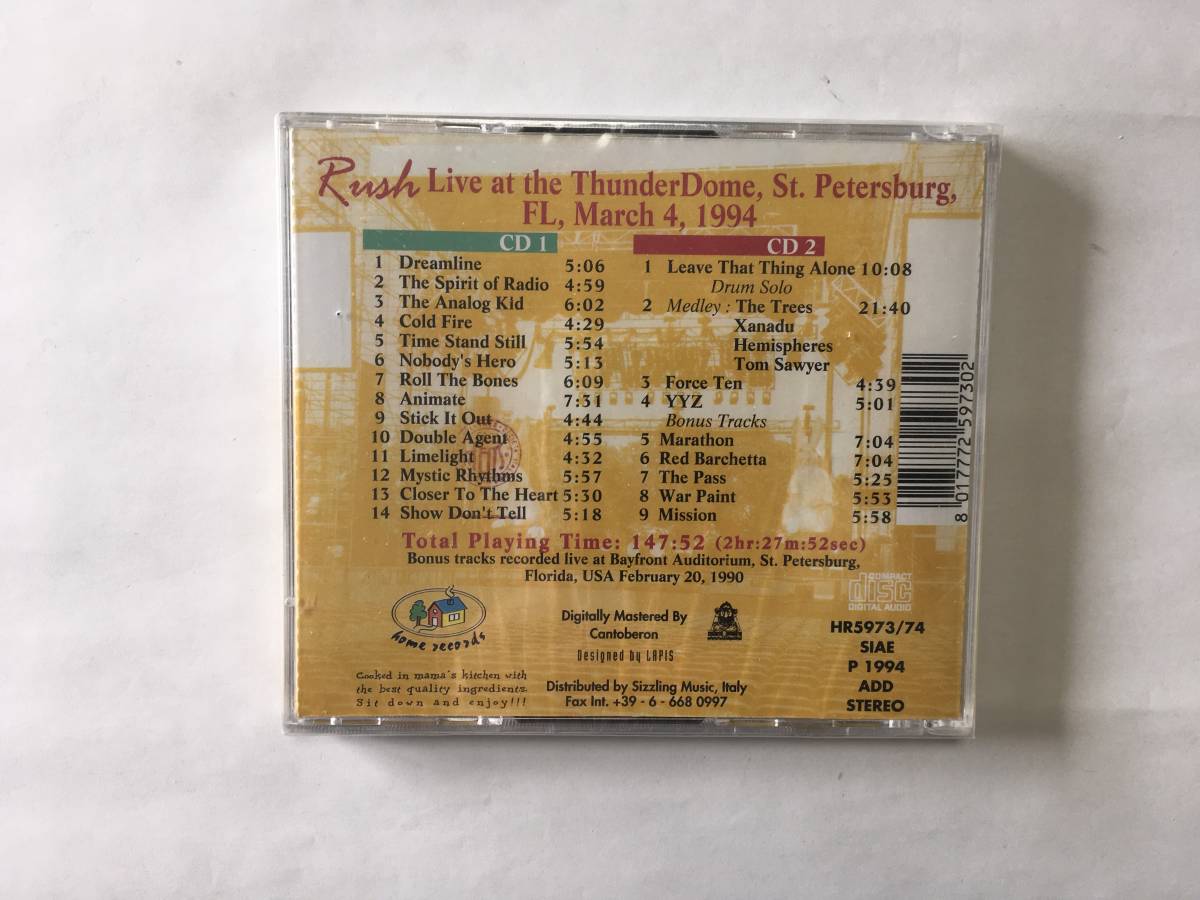 Rush Live at the ThunderDome, St. Petersburg,
FL, March 4, 1994
CD 1
1 Dreamline 5:06
2 The Spirit of Radio 4:59
3 The Analog Kid 6:02
4 Cold Fire 4:29
5 Time Stand Still 5:54
6 Nobody's Hero 5:13
7 Roll The Bones 6:09
8 Animate 7:31
9 Stick It Out 4:44
10 Double Agent 4:55
11 Limelight 4:32
12 Mystic Rhythms 5:57
13 Closer To The Heart 5:30
14 Show Don't Tell 5:18
CD 2
1 Leave That Thing Alone 10:08
Drum Solo
2 Medley : The Trees 21:40
Xanadu
Hemispheres
Tom Sawyer
3 Force Ten 4:39
4 YYZ 5:01
Bonus Tracks
5 Marathon 7:04
6 Red Barchetta 7:04
7 The Pass 5:25
8 War Paint 5:53
9 Mission 5:58
8 017772 597302
Total Playing Time: 147:52 (2hr:27m:52sec)
Bonus tracks recorded live at Bayfront Auditorium, St. Petersburg,
Florida, USA February 20, 1990
home records
Cooked in mama's kitchen with
the best quality ingredients.
Sit down and enjoy!!!
Digitally Mastered By
Cantoberon
Designed by LAPIS
Distributed by Sizzling Music, Italy
Fax Int. +39 - 6 - 668 0997
COMPACT
disc
DIGITAL AUDIO
HR5973/74
SIAE
P 1994
ADD
STEREO